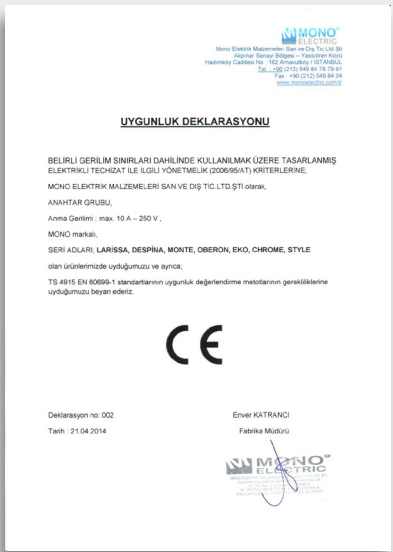 MONO®
ELECTRIC
Mono Elektrik Malzemeleri San.ve Dış Tic.Ltd.Şti
Akpınar Sanayi Bölgesi – Yassıören Köyü
Hadımköy Caddesi No :162 Arnavutköy / İSTANBUL
Tel : +90 (212) 549 84 78-79-81
Fax : +90 (212) 549 84 04
www.monoelectric.com.tr
UYGUNLUK DEKLARASYONU
BELİRLİ GERİLİM SINIRLARI DAHİLİNDE KULLANILMAK ÜZERE TASARLANMIŞ
ELEKTRİKLİ TECHİZAT İLE İLGİLİ YÖNETMELİK (2006/95/AT) KRİTERLERİNE,
MONO ELEKTRİK MALZEMELERİ SAN.VE DIŞ TİC.LTD.ŞTİ.olarak,
ANAHTAR GRUBU,
Anma Gerilimi : max. 10 A – 250 V ,
MONO markalı,
SERİ ADLARI; LARİSSA, DESPİNA, MONTE, OBERON, EKO, CHROME, STYLE
olan ürünlerimizde uyduğumuzu ve ayrıca;
TS 4915 EN 60699-1 standartlarının uygunluk değerlendirme metotlarının gerekliliklerine
uyduğumuzu beyan ederiz.
CE
Deklarasyon no: 002
Enver KATRANCI
Tarih : 21.04.2014
Fabrika Müdürü
MONO®
ELECTRIC